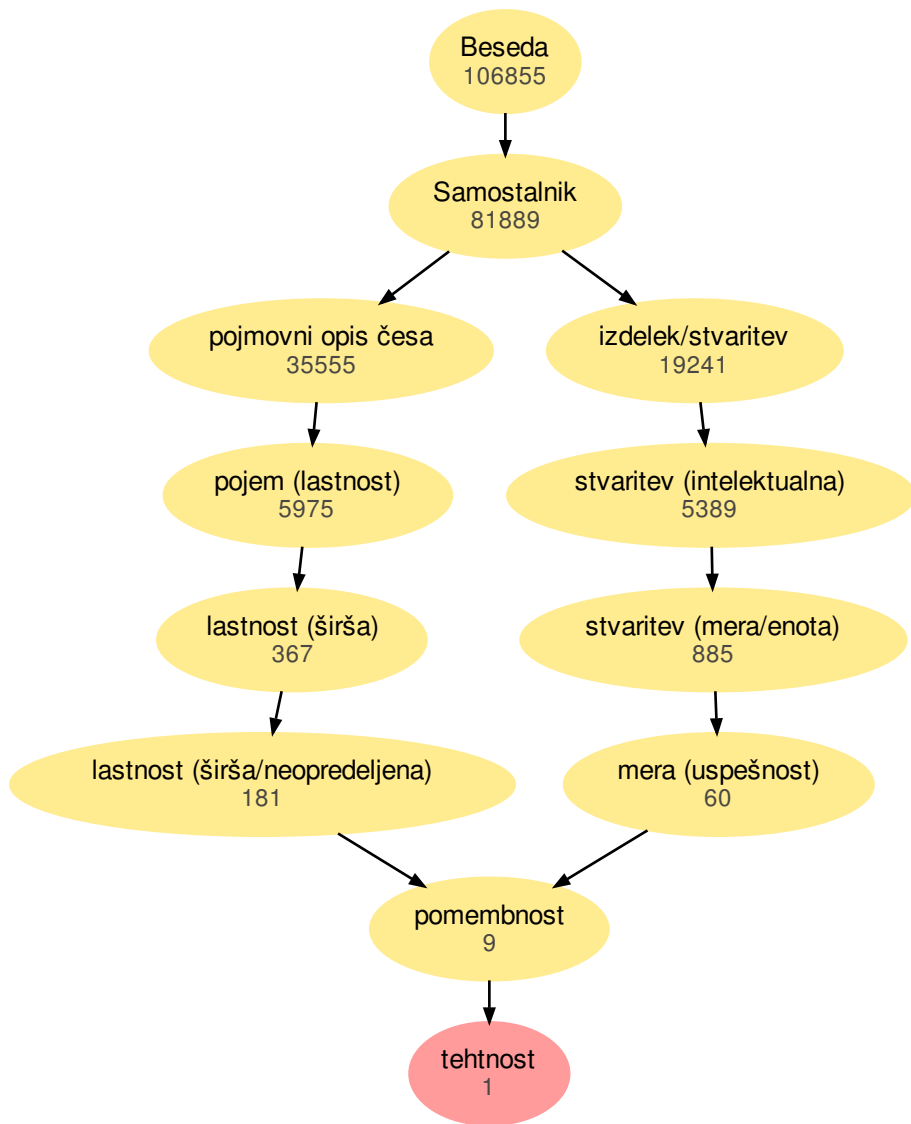 Beseda
106855
Samostalnik
81889
pojmovni opis česa
35555
izdelek/stvaritev
19241
pojem (lastnost)
5975
stvaritev (intelektualna)
5389
lastnost (širša)
367
stvaritev (mera/enota)
885
lastnost (širša/neopredeljena)
181
mera (uspešnost)
60
pomembnost
9
tehtnost
1